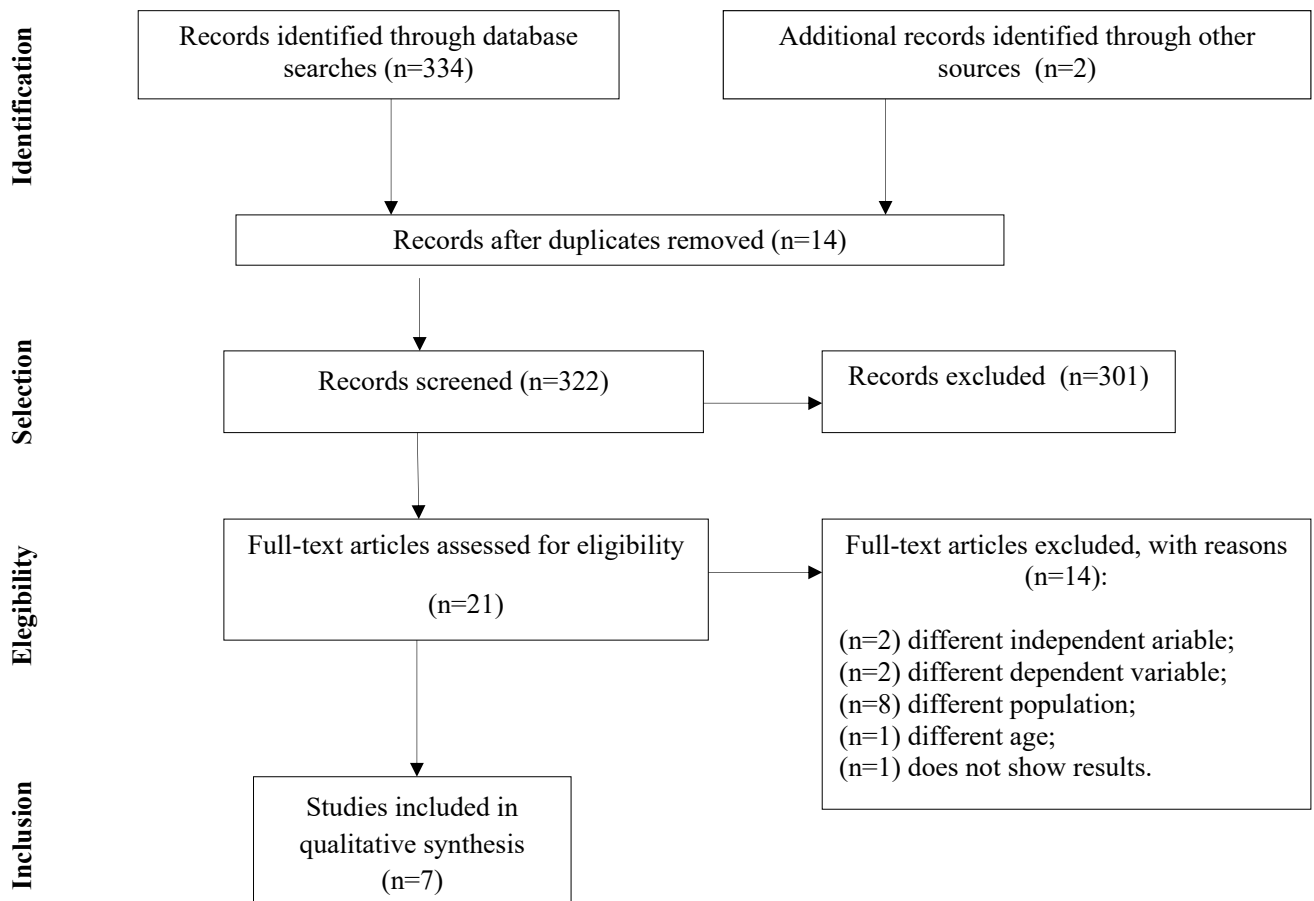 Identification
Records identified through database
searches (n=334)
Additional records identified through other
sources (n=2)
Records after duplicates removed (n=14)
Selection
Records screened (n=322)
Records excluded (n=301)
Elegibility
Full-text articles assessed for eligibility
(n=21)
Full-text articles excluded, with reasons
(n=14):
(n=2) different independent ariable;
(n=2) different dependent variable;
(n=8) different population;
(n=1) different age;
(n=1) does not show results.
Inclusion
Studies included in
qualitative synthesis
(n=7)